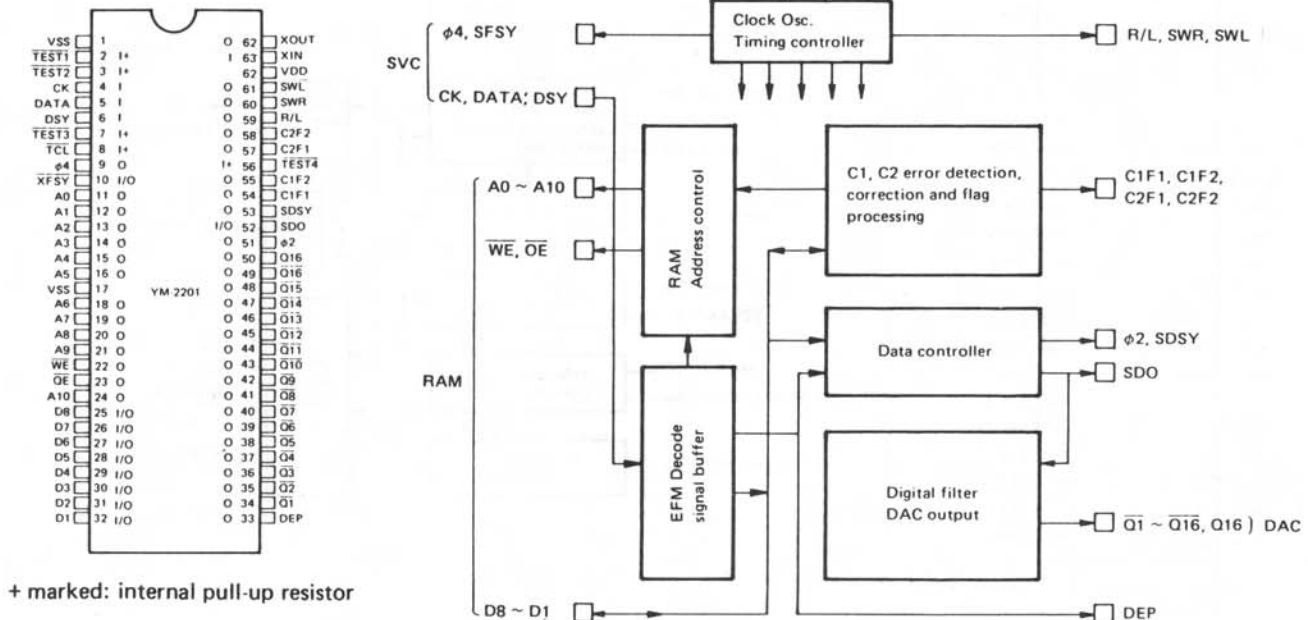 VSS 1
TEST1 2 I+
TEST2 3 I+
CK 4 I
DATA 5 I
DSY 6 I
TEST3 7 I+
TCL 8 I+
φ4 9 O
XFSY 10 I/O
A0 11 O
A1 12 O
A2 13 O
A3 14 O
A4 15 O
A5 16 O
VSS 17
A6 18 O
A7 19 O
A8 20 O
A9 21 O
WE 22 O
OE 23 O
A10 24 O
D8 25 I/O
D7 26 I/O
D6 27 I/O
D5 28 I/O
D4 29 I/O
D3 30 I/O
D2 31 I/O
D1 32 I/O
YM-2201
O 62 XOUT
I 63 XIN
62 VDD
O 61 SWL
O 60 SWR
O 59 R/L
O 58 C2F2
O 57 C2F1
I+ 56 TEST4
O 55 C1F2
O 54 C1F1
O 53 SDSY
I/O 52 SDO
O 51 φ2
O 50 Q16
O 49 Q16
O 48 Q15
O 47 Q14
O 46 Q13
O 45 Q12
O 44 Q11
O 43 Q10
O 42 Q9
O 41 Q8
O 40 Q7
O 39 Q6
O 38 Q5
O 37 Q4
O 36 Q3
O 35 Q2
O 34 Q1
O 33 DEP
+ marked: internal pull-up resistor
SVC
φ4, SFSY
CK, DATA, DSY
Clock Osc.
Timing controller
R/L, SWR, SWL
RAM
A0 ~ A10
WE, OE
D8 ~ D1
RAM
Address control
EFM Decode
signal buffer
C1, C2 error detection,
correction and flag
processing
C1F1, C1F2,
C2F1, C2F2
Data controller
φ2, SDSY
SDO
Digital filter
DAC output
Q1 ~ Q16, Q16 ) DAC
DEP